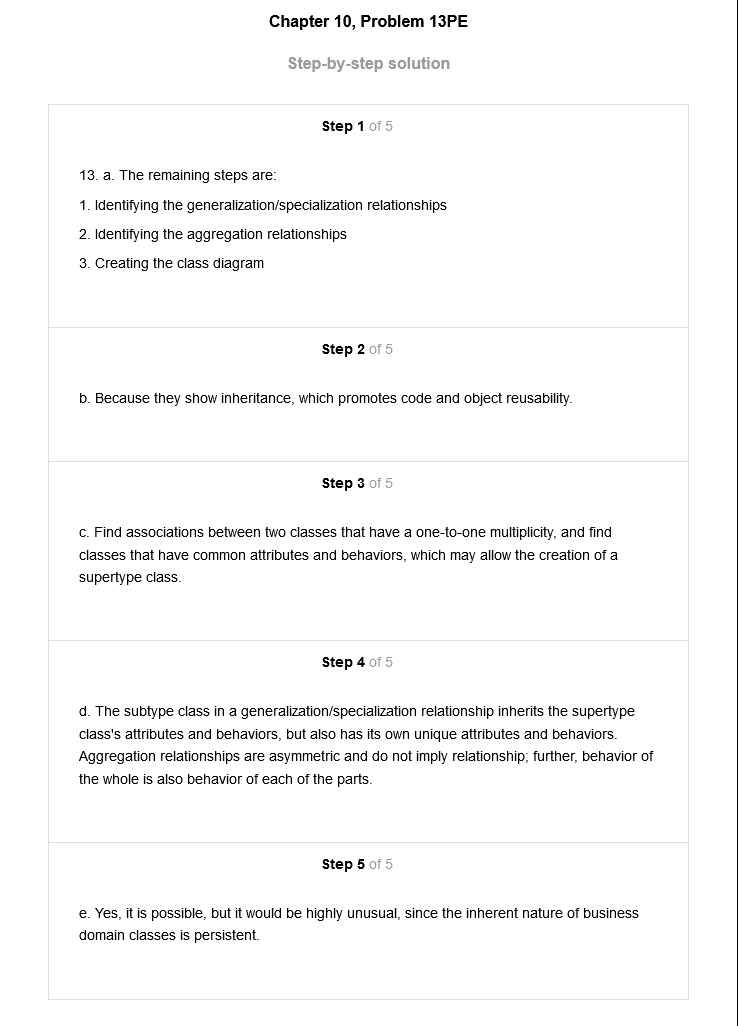 Chapter 10, Problem 13PE
Step-by-step solution
Step 1 of 5
13. a. The remaining steps are:
1. Identifying the generalization/specialization relationships
2. Identifying the aggregation relationships
3. Creating the class diagram
Step 2 of 5
b. Because they show inheritance, which promotes code and object reusability.
Step 3 of 5
c. Find associations between two classes that have a one-to-one multiplicity, and find
classes that have common attributes and behaviors, which may allow the creation of a
supertype class.
Step 4 of 5
d. The subtype class in a generalization/specialization relationship inherits the supertype
class's attributes and behaviors, but also has its own unique attributes and behaviors.
Aggregation relationships are asymmetric and do not imply relationship; further, behavior of
the whole is also behavior of each of the parts.
Step 5 of 5
e. Yes, it is possible, but it would be highly unusual, since the inherent nature of business
domain classes is persistent.